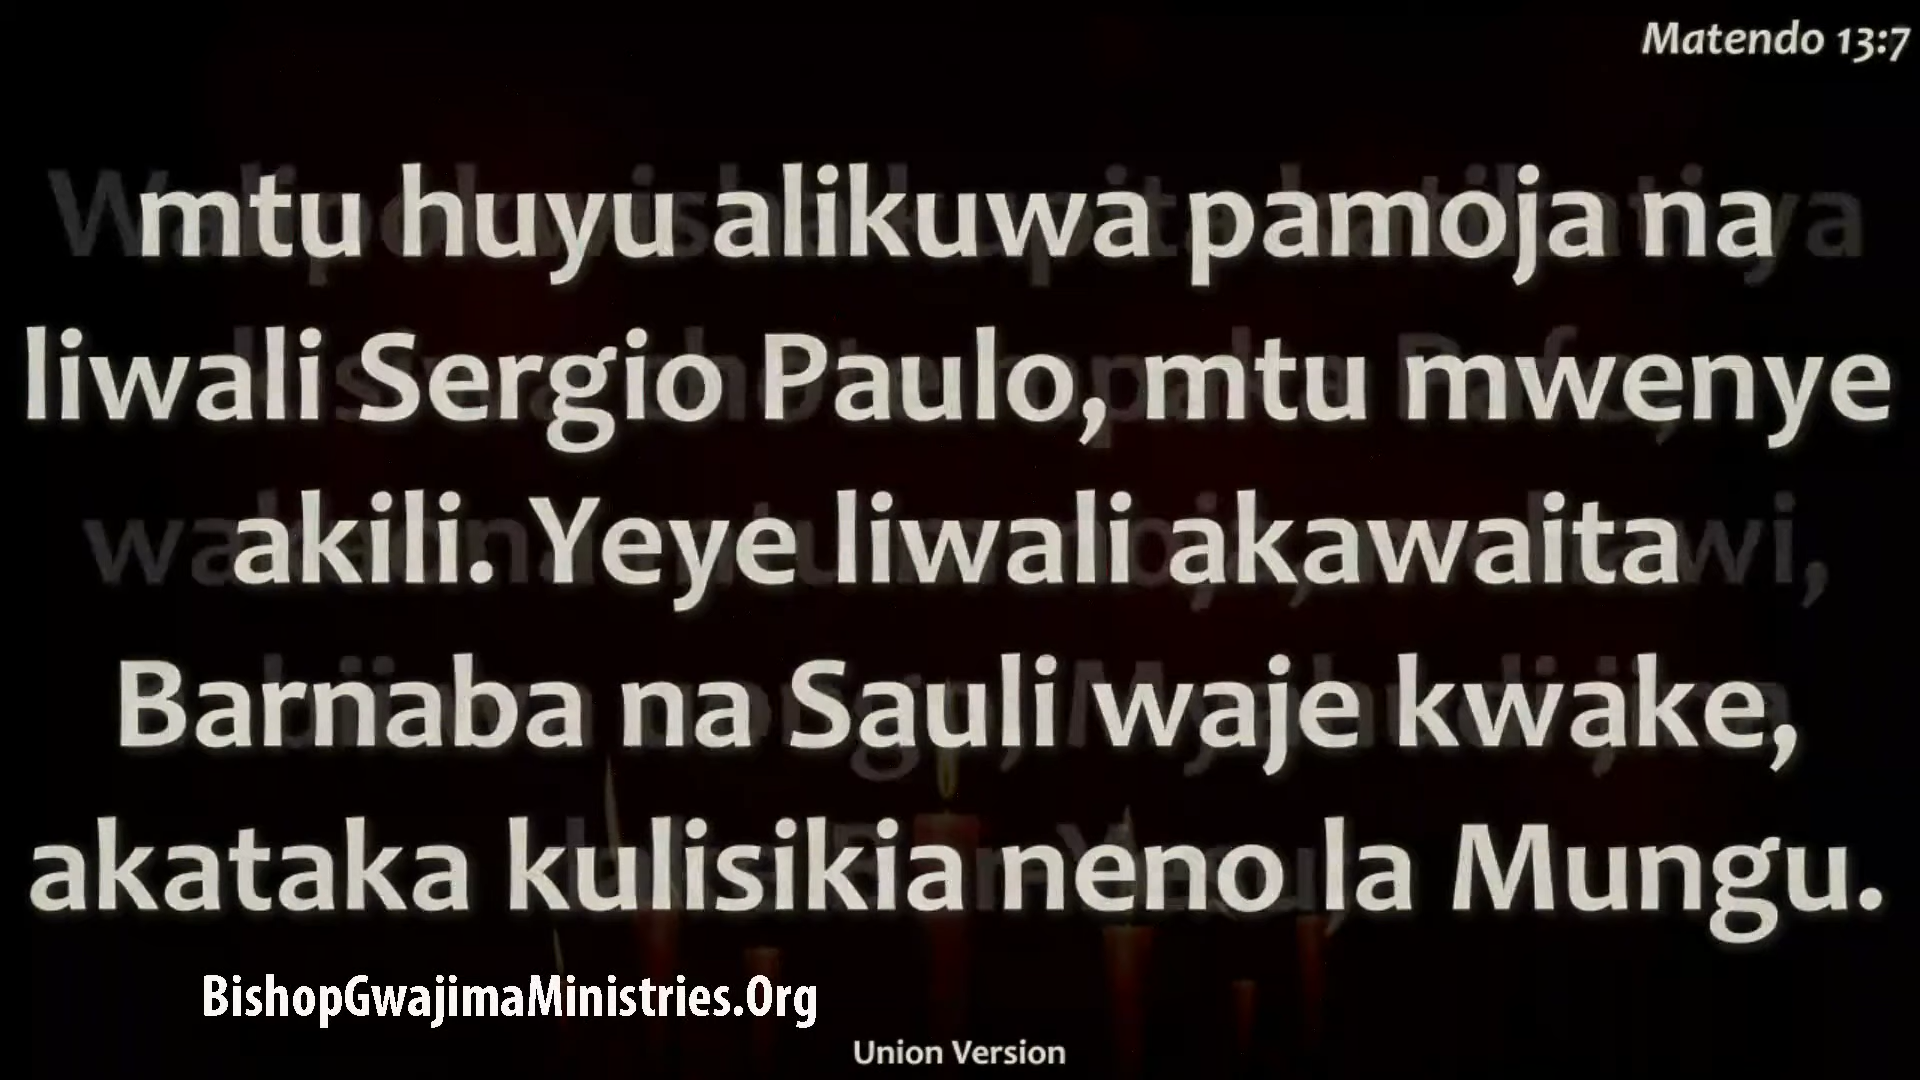 Matendo 13:7
mtu huyu alikuwa pamoja na
liwali Sergio Paulo, mtu mwenye
akili. Yeye liwali akawaita
Barnaba na Sauli waje kwake,
akataka kulisikia neno la Mungu.
BishopGwajimaMinistries.Org
Union Version